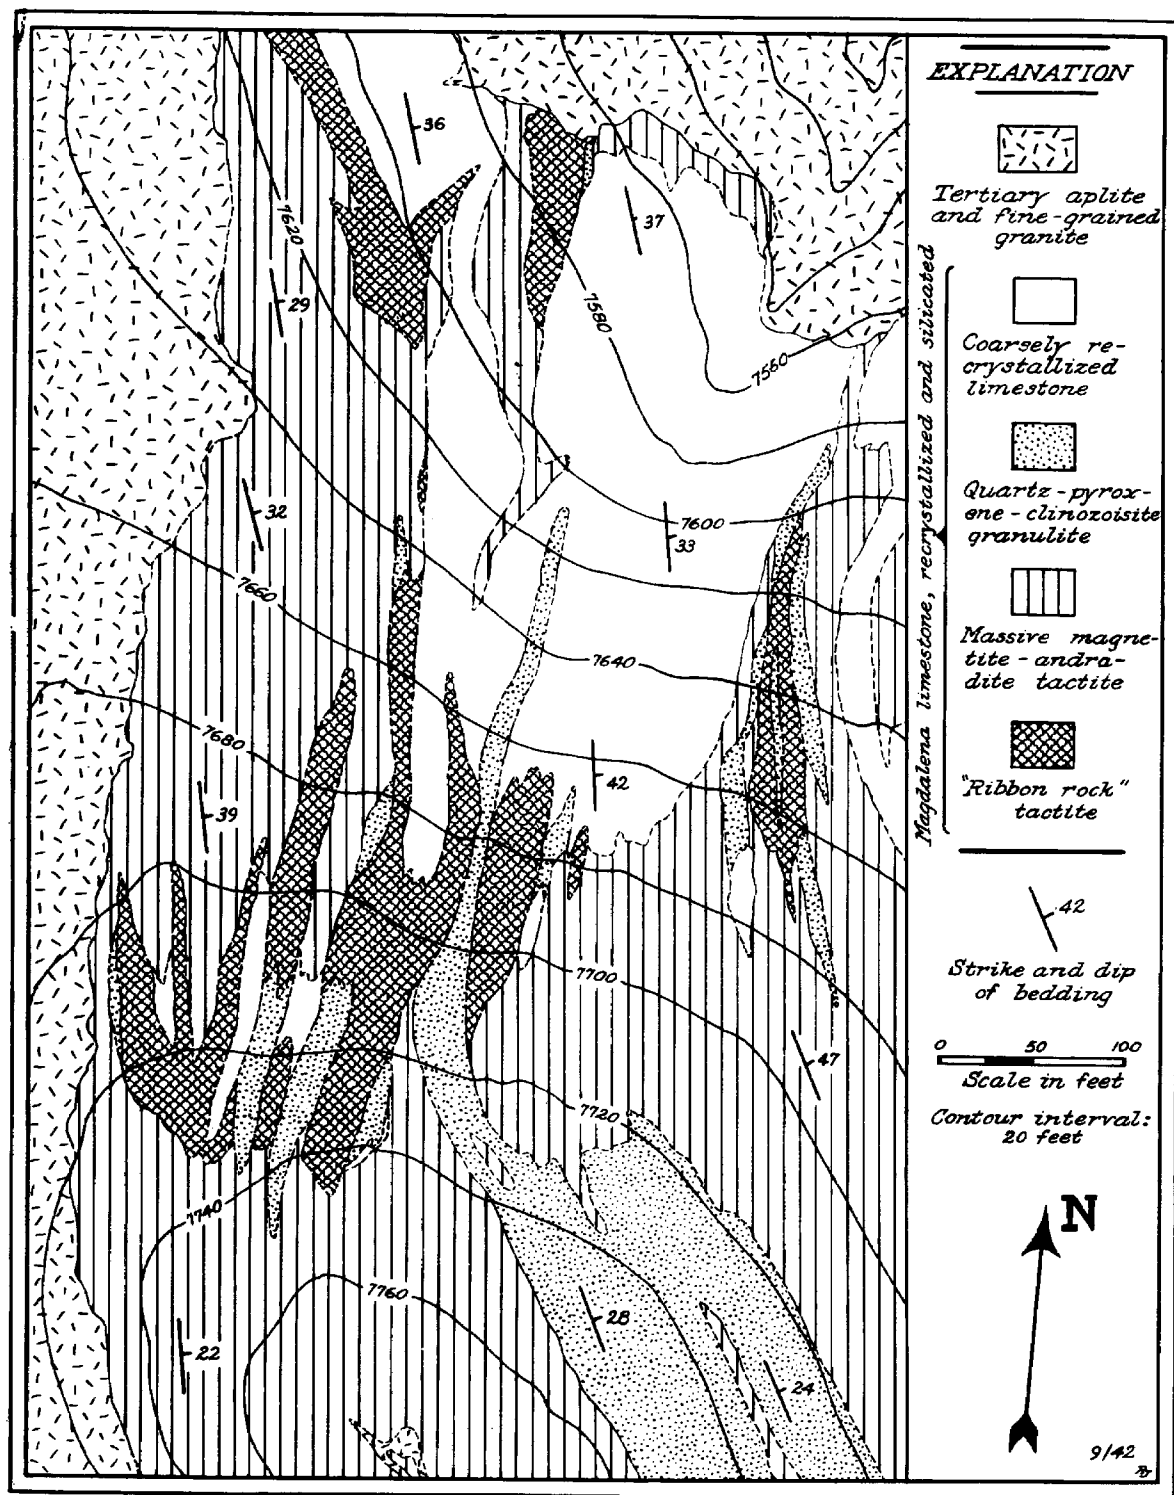 EXPLANATION
Tertiary aplite
and fine-grained
granite
Magdalena limestone, recrystallized and silicated
Coarsely re-
crystallized
limestone
Quartz-pyrox-
ene-clinozoisite
granulite
Massive magne-
tite-andra-
dite tactite
"Ribbon rock"
tactite
42
Strike and dip
of bedding
0 50 100
Scale in feet
Contour interval:
20 feet
N
9/42
36
37
7620
29
7580
7560
32
7600
33
7660
7640
7680
42
39
7700
47
7720
7740
7760
28
22
24